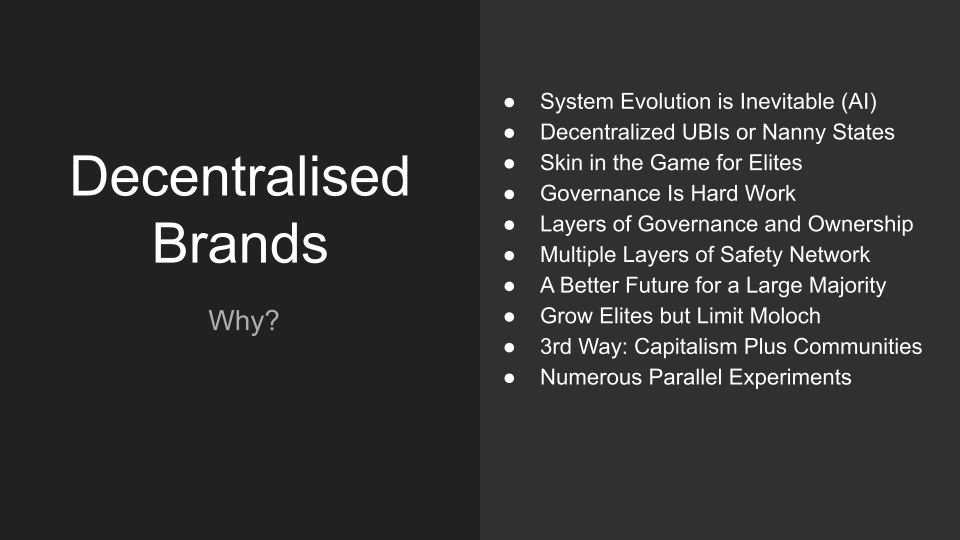 Decentralised
Brands
Why?
● System Evolution is Inevitable (AI)
● Decentralized UBIs or Nanny States
● Skin in the Game for Elites
● Governance Is Hard Work
● Layers of Governance and Ownership
● Multiple Layers of Safety Network
● A Better Future for a Large Majority
● Grow Elites but Limit Moloch
● 3rd Way: Capitalism Plus Communities
● Numerous Parallel Experiments